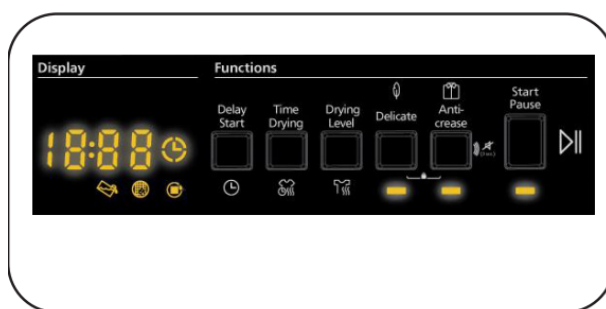 Display
Functions
18:88
Delay
Start
Time
Drying
Drying
Level
Delicate
Anti-
crease
Start
Pause